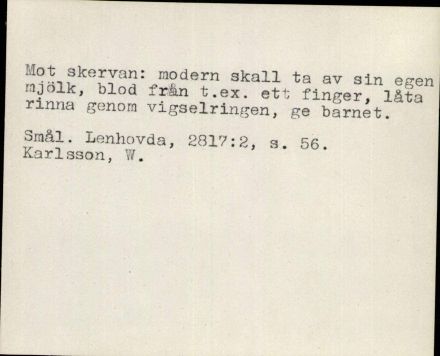 Mot skervan: modern skall ta av sin egen
mjölk, blod från t.ex. ett finger, låta
rinna genom vigselringen, ge barnet.
Smål. Lenhovda, 2817:2, s. 56.
Karlsson, W.